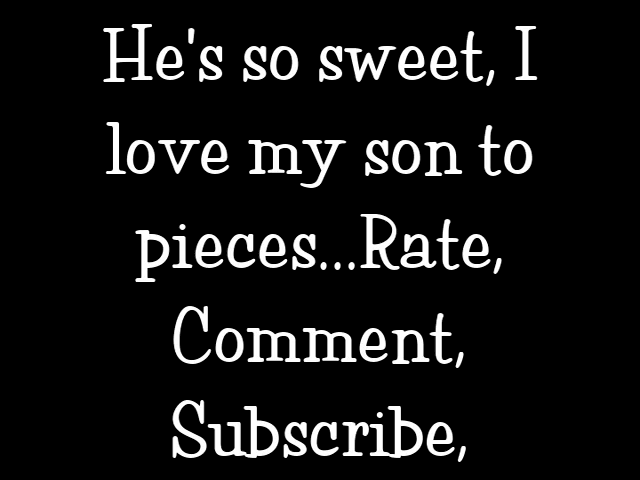 He's so sweet, I
love my son to
pieces...Rate,
Comment,
Subscribe,